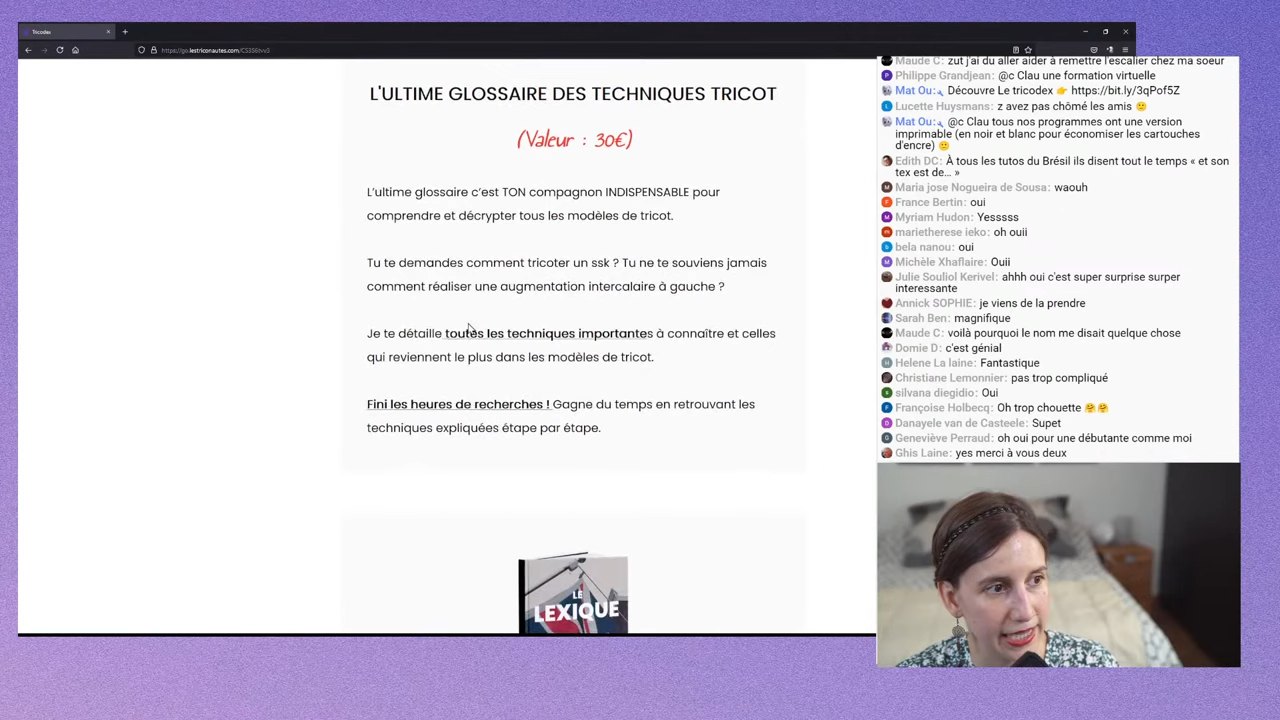 Tricodex
https://go.lestriconautes.com/CS3S6tvv3
L'ULTIME GLOSSAIRE DES TECHNIQUES TRICOT
(Valeur : 30€)
L'ultime glossaire c'est TON compagnon INDISPENSABLE pour
comprendre et décrypter tous les modèles de tricot.
Tu te demandes comment tricoter un ssk ? Tu ne te souviens jamais
comment réaliser une augmentation intercalaire à gauche ?
Je te détaille toutes les techniques importantes à connaître et celles
qui reviennent le plus dans les modèles de tricot.
Fini les heures de recherches ! Gagne du temps en retrouvant les
techniques expliquées étape par étape.
LE
LEXIQUE
Maude C: zut j'ai du aller aider à remettre l'escalier chez ma soeur
Philippe Grandjean: @c Clau une formation virtuelle
Mat Ou: Découvre Le tricodex 👉 https://bit.ly/3qPof5Z
Lucette Huysmans: z avez pas chômé les amis 🙂
Mat Ou: @c Clau tous nos programmes ont une version
imprimable (en noir et blanc pour économiser les cartouches
d'encre) 🙂
Edith DC: À tous les tutos du Brésil ils disent tout le temps « et son
tex est de… »
Maria jose Nogueira de Sousa: waouh
France Bertin: oui
Myriam Hudon: Yesssss
marietherese ieko: oh ouii
bela nanou: oui
Michèle Xhaflaire: Ouii
Julie Souliol Kerivel: ahhh oui c'est super surprise surper
interessante
Annick SOPHIE: je viens de la prendre
Sarah Ben: magnifique
Maude C: voilà pourquoi le nom me disait quelque chose
Domie D: c'est génial
Helene La laine: Fantastique
Christiane Lemonnier: pas trop compliqué
silvana diegidio: Oui
Françoise Holbecq: Oh trop chouette 🤗🤗
Danayele van de Casteele: Supet
Geneviève Perraud: oh oui pour une débutante comme moi
Ghis Laine: yes merci à vous deux